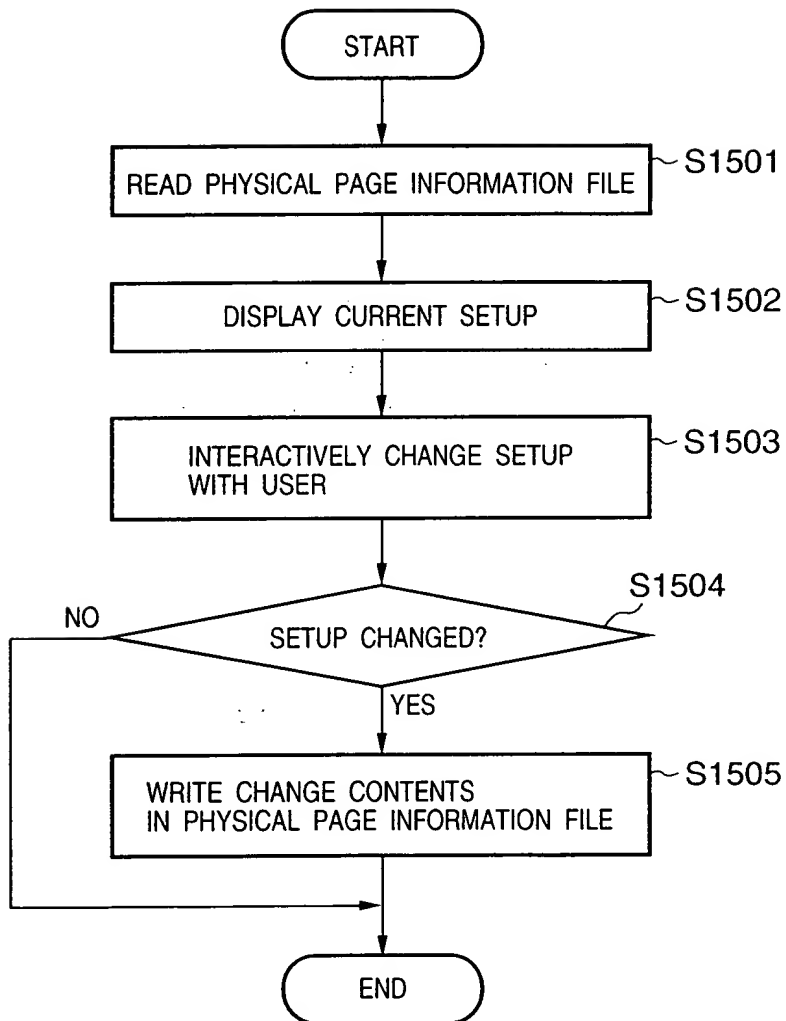 START
READ PHYSICAL PAGE INFORMATION FILE
S1501
DISPLAY CURRENT SETUP
S1502
INTERACTIVELY CHANGE SETUP
WITH USER
S1503
SETUP CHANGED?
S1504
NO
YES
WRITE CHANGE CONTENTS
IN PHYSICAL PAGE INFORMATION FILE
S1505
END